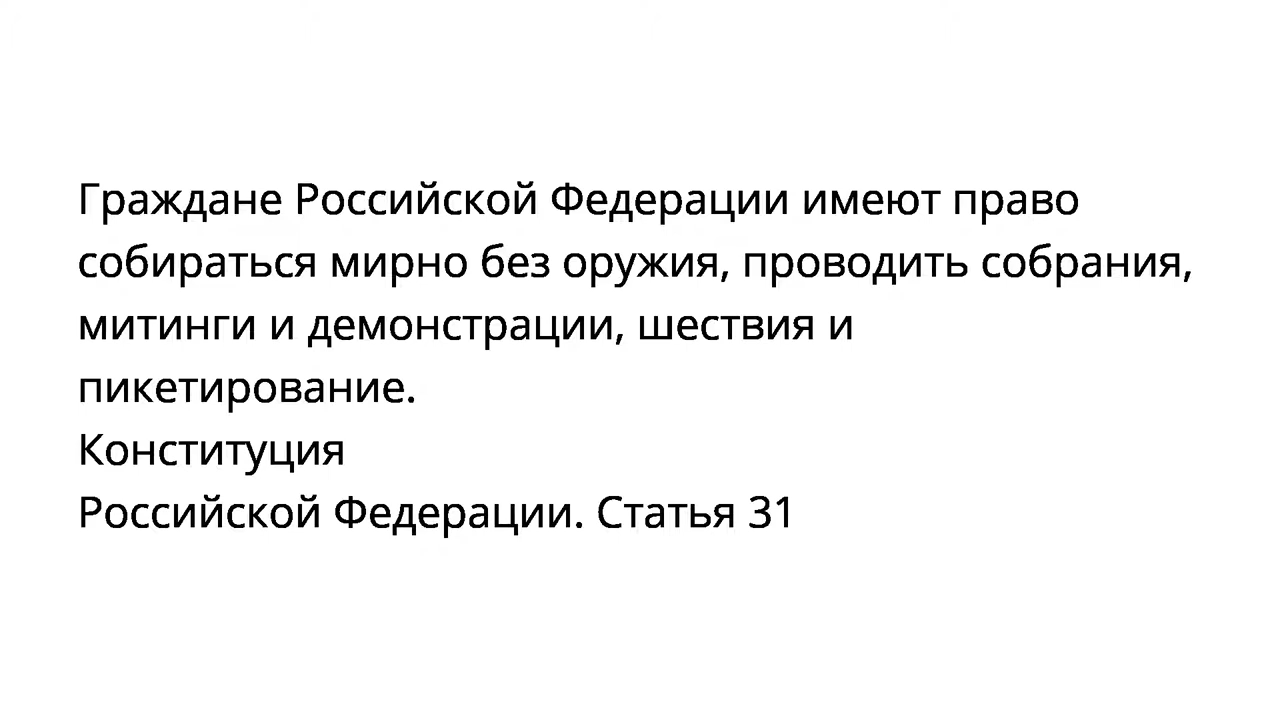 Граждане Российской Федерации имеют право
собираться мирно без оружия, проводить собрания,
митинги и демонстрации, шествия и
пикетирование.
Конституция
Российской Федерации. Статья 31